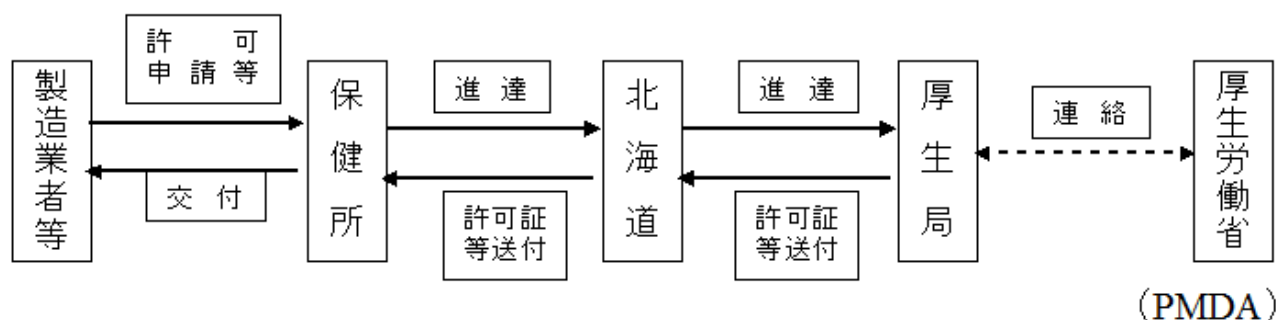 製造業者等
許可
申請等
交付
保健所
進達
許可証
等送付
北海道
進達
許可証
等送付
厚生局
連絡
厚生労働省
（PMDA）